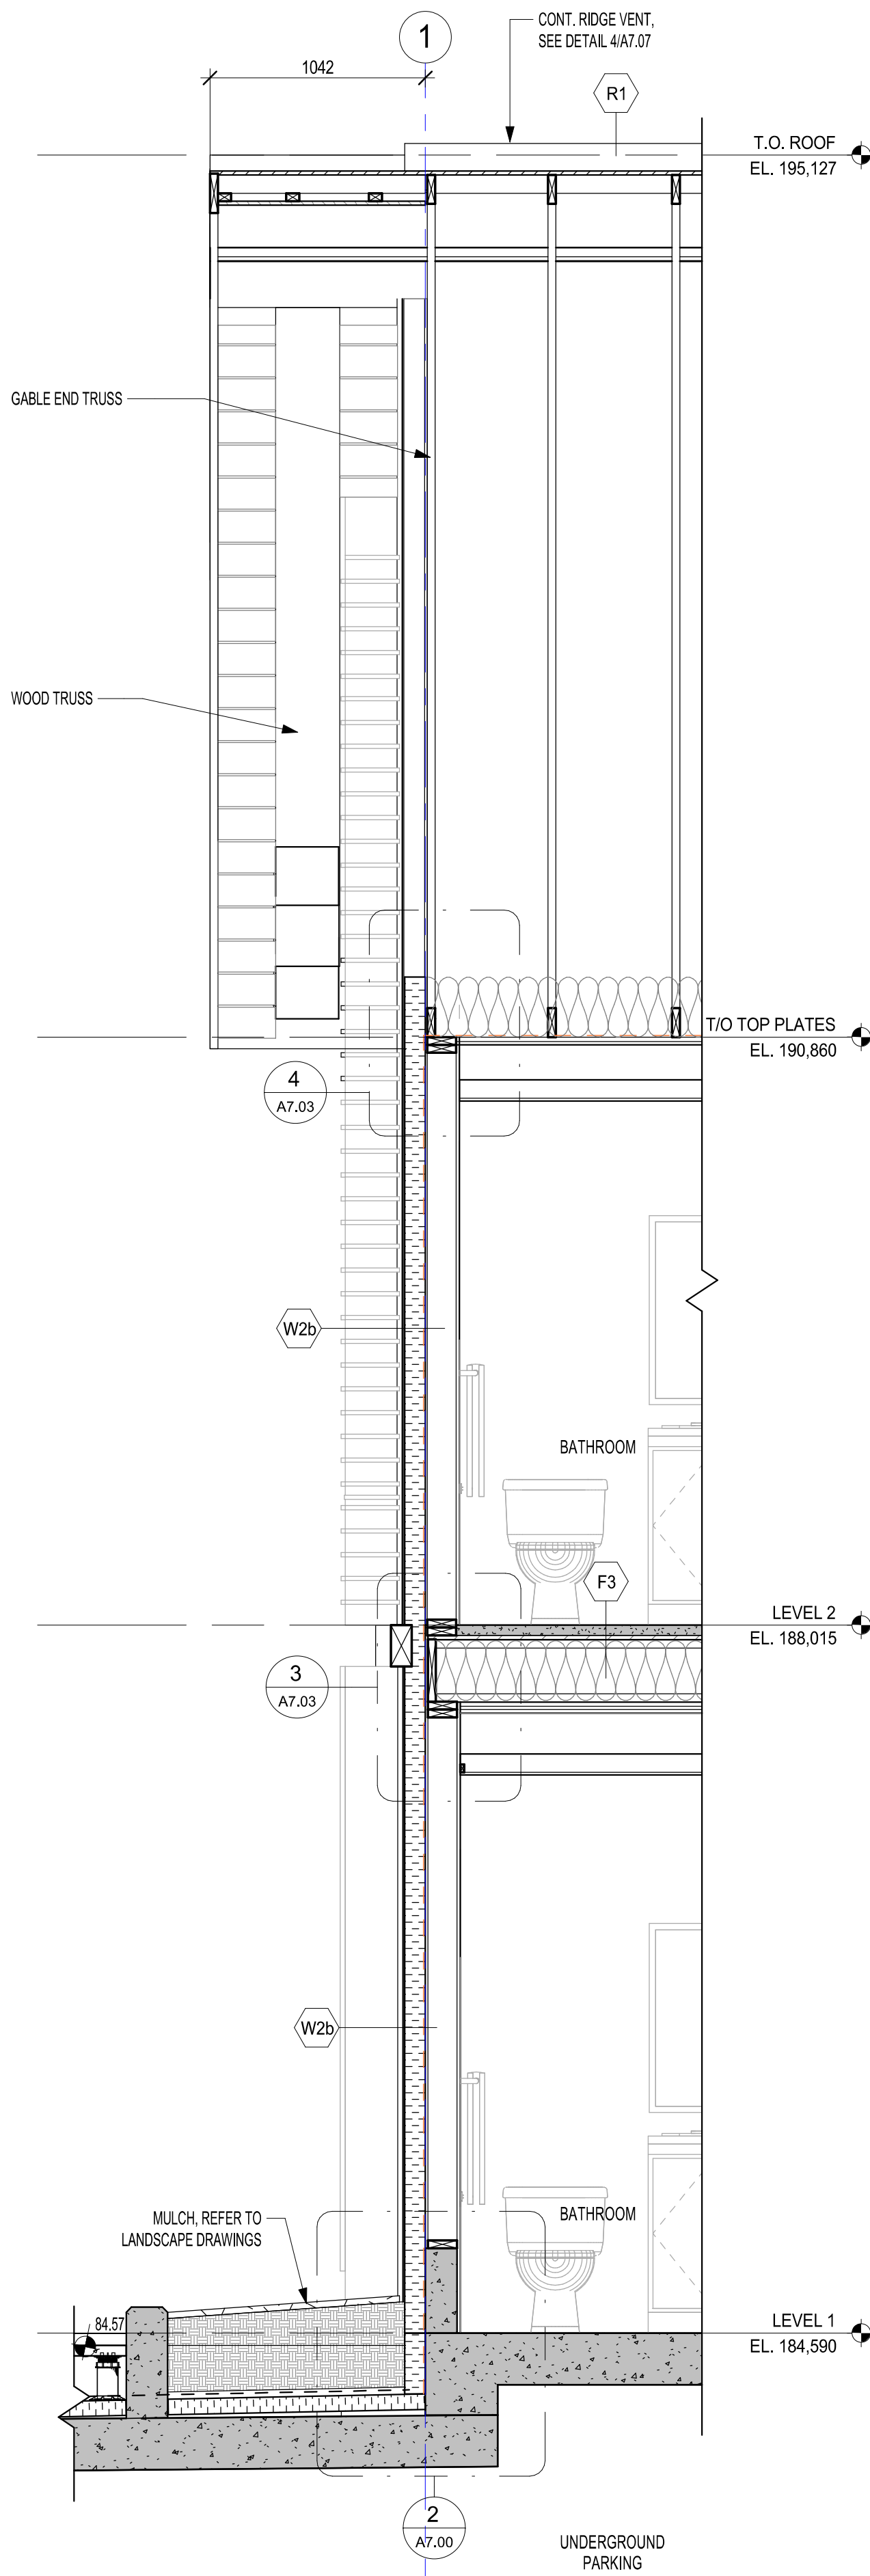 1
CONT. RIDGE VENT,
SEE DETAIL 4/A7.07
1042
R1
T.O. ROOF
EL. 195,127
GABLE END TRUSS
WOOD TRUSS
T/O TOP PLATES
EL. 190,860
4
A7.03
W2b
BATHROOM
F3
LEVEL 2
EL. 188,015
3
A7.03
W2b
MULCH, REFER TO
LANDSCAPE DRAWINGS
BATHROOM
84.57
LEVEL 1
EL. 184,590
2
A7.00
UNDERGROUND
PARKING